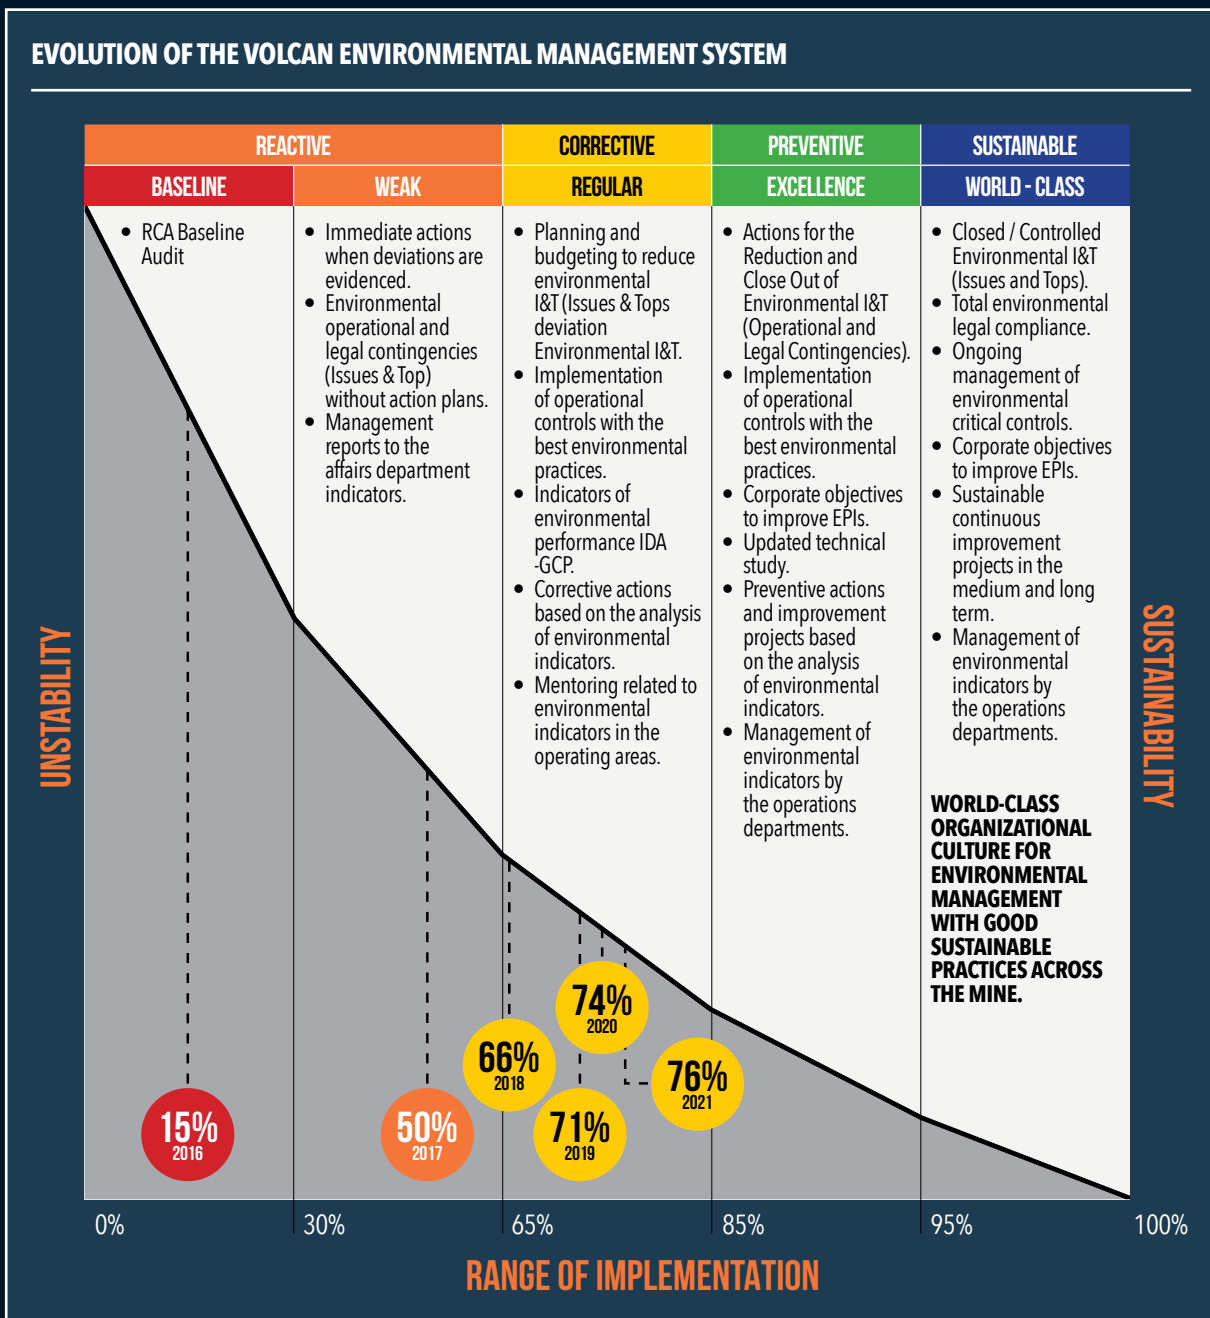 EVOLUTION OF THE VOLCAN ENVIRONMENTAL MANAGEMENT SYSTEM
REACTIVE
CORRECTIVE
PREVENTIVE
SUSTAINABLE
BASELINE
WEAK
REGULAR
EXCELLENCE
WORLD - CLASS
• RCA Baseline
Audit
• Immediate actions
when deviations are
evidenced.
• Environmental
operational and
legal contingencies
(Issues & Top)
without action plans.
• Management
reports to the
affairs department
indicators.
• Planning and
budgeting to reduce
environmental
I&T (Issues & Tops
deviation
Environmental I&T.
• Implementation
of operational
controls with the
best environmental
practices.
• Indicators of
environmental
performance IDA
-GCP.
• Corrective actions
based on the analysis
of environmental
indicators.
• Mentoring related to
environmental
indicators in the
operating areas.
• Actions for the
Reduction and
Close Out of
Environmental I&T
(Operational and
Legal Contingencies).
• Implementation
of operational
controls with the
best environmental
practices.
• Corporate objectives
to improve EPIs.
• Updated technical
study.
• Preventive actions
and improvement
projects based
on the analysis
of environmental
indicators.
• Management of
environmental
indicators by
the operations
departments.
• Closed / Controlled
Environmental I&T
(Issues and Tops).
• Total environmental
legal compliance.
• Ongoing
management of
environmental
critical controls.
• Corporate objectives
to improve EPIs.
• Sustainable
continuous
improvement
projects in the
medium and long
term.
• Management of
environmental
indicators by
the operations
departments.
WORLD-CLASS
ORGANIZATIONAL
CULTURE FOR
ENVIRONMENTAL
MANAGEMENT
WITH GOOD
SUSTAINABLE
PRACTICES ACROSS
THE MINE.
UNSTABILITY
SUSTAINABILITY
15%
2016
50%
2017
66%
2018
71%
2019
74%
2020
76%
2021
0%
30%
65%
85%
95%
100%
RANGE OF IMPLEMENTATION